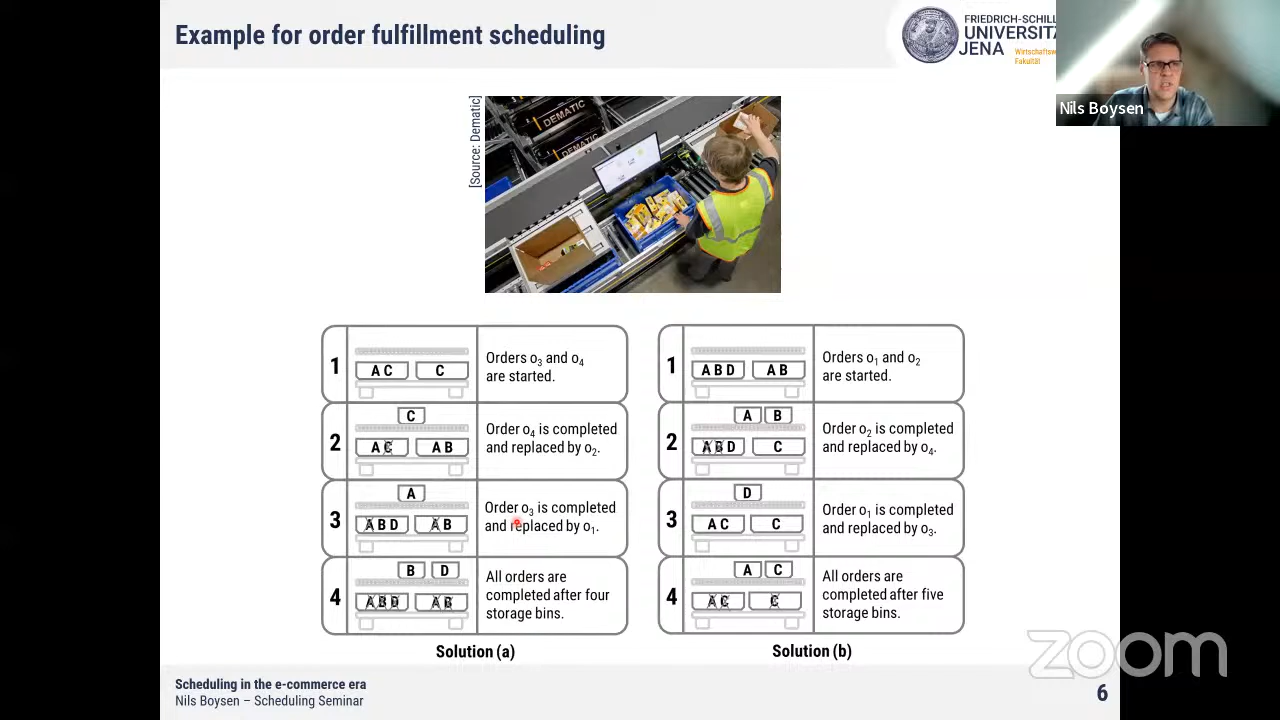 Example for order fulfillment scheduling
FRIEDRICH-SCHILL
UNIVERSITÄ
JENA
Wirtschaftsw
Fakultät
Nils Boysen
[Source: Dematic]
DEMATIC
DEMATIC
1
A C
C
Orders o3 and o4
are started.
2
C
A C
A B
Order o4 is completed
and replaced by o2.
3
A
A B D
A B
Order o3 is completed
and replaced by o1.
4
B
D
A B D
A B
All orders are
completed after four
storage bins.
Solution (a)
1
A B D
A B
Orders o1 and o2
are started.
2
A
B
A B D
C
Order o2 is completed
and replaced by o4.
3
D
A C
C
Order o1 is completed
and replaced by o3.
4
A
C
A C
C
All orders are
completed after five
storage bins.
Solution (b)
zoom
Scheduling in the e-commerce era
Nils Boysen – Scheduling Seminar
6